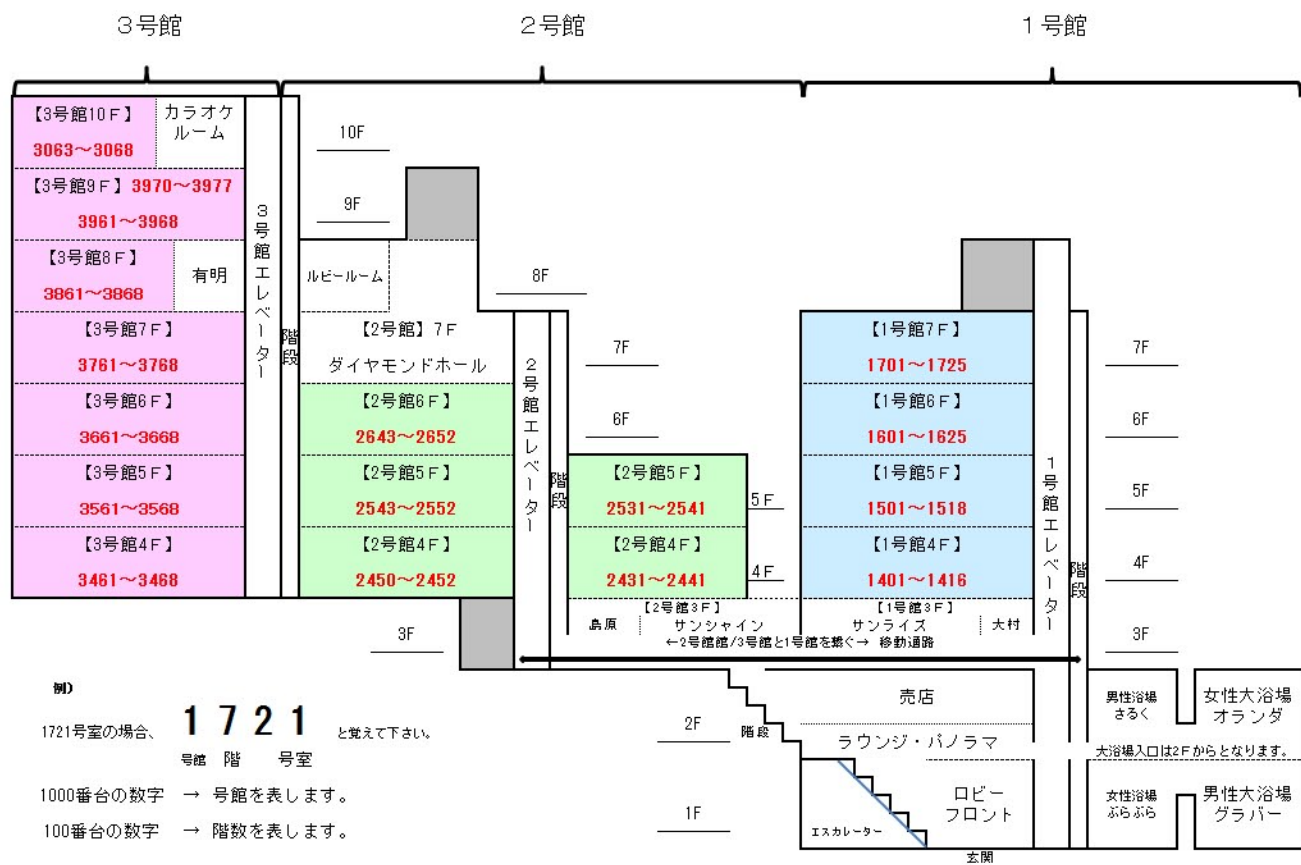 ３号館
２号館
１号館
【3号館10Ｆ】
3063～3068
カラオケ
ルーム
【3号館9Ｆ】3970～3977
3961～3968
【3号館8Ｆ】
3861～3868
有明
【3号館7Ｆ】
3761～3768
【3号館6Ｆ】
3661～3668
【3号館5Ｆ】
3561～3568
【3号館4Ｆ】
3461～3468
3号館エレベーター
階段
10F
9F
ルビールーム
8F
【2号館】7Ｆ
ダイヤモンドホール
【2号館6Ｆ】
2643～2652
【2号館5Ｆ】
2543～2552
【2号館4Ｆ】
2450～2452
2号館エレベーター
階段
7F
6F
【2号館5Ｆ】
2531～2541
5Ｆ
【2号館4Ｆ】
2431～2441
4Ｆ
【1号館7Ｆ】
1701～1725
【1号館6Ｆ】
1601～1625
【1号館5Ｆ】
1501～1518
【1号館4Ｆ】
1401～1416
1号館エレベーター
階段
7F
6F
5F
4F
3F
3F
島原
【2号館3Ｆ】
サンシャイン
【1号館3Ｆ】
サンライズ
大村
←2号館館/3号館と1号館を繋ぐ→ 移動通路
例）
1721号室の場合、 1 7 2 1 と覚えて下さい。
号館 階 号室
1000番台の数字 → 号館を表します。
100番台の数字 → 階数を表します。
2F
1F
階段
売店
ラウンジ・パノラマ
エスカレーター
ロビー
フロント
玄関
男性浴場
さるく
女性大浴場
オランダ
大浴場入口は2Ｆからとなります。
女性浴場
ぶらぶら
男性大浴場
グラバー